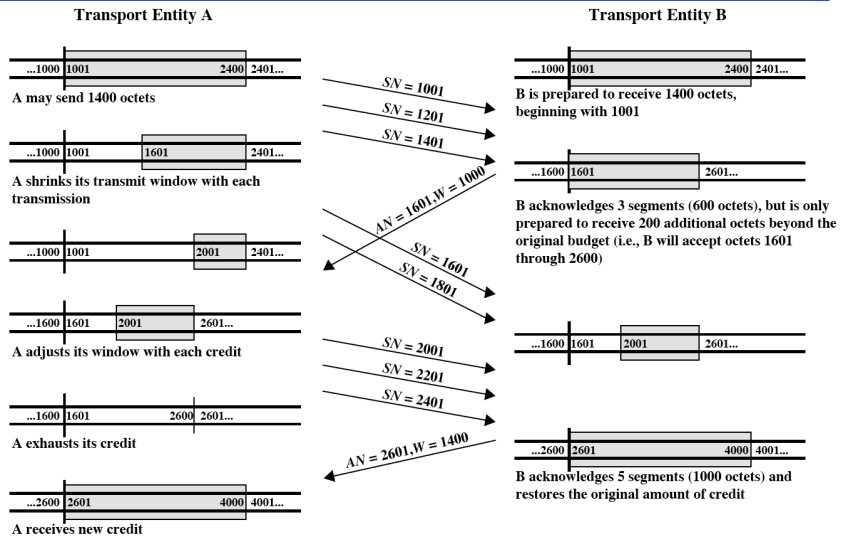 Transport Entity A
Transport Entity B
...1000 1001 2400 2401...
A may send 1400 octets
...1000 1001 1601 2401...
A shrinks its transmit window with each
transmission
...1000 1001 2001 2401...
...1600 1601 2001 2601...
A adjusts its window with each credit
...1600 1601 2600 2601...
A exhausts its credit
...2600 2601 4000 4001...
A receives new credit
SN = 1001
SN = 1201
SN = 1401
AN = 1601,W = 1000
SN = 1601
SN = 1801
SN = 2001
SN = 2201
SN = 2401
AN = 2601,W = 1400
...1000 1001 2400 2401...
B is prepared to receive 1400 octets,
beginning with 1001
...1600 1601 2601...
B acknowledges 3 segments (600 octets), but is only
prepared to receive 200 additional octets beyond the
original budget (i.e., B will accept octets 1601
through 2600)
...1600 1601 2001 2601...
...2600 2601 4000 4001...
B acknowledges 5 segments (1000 octets) and
restores the original amount of credit